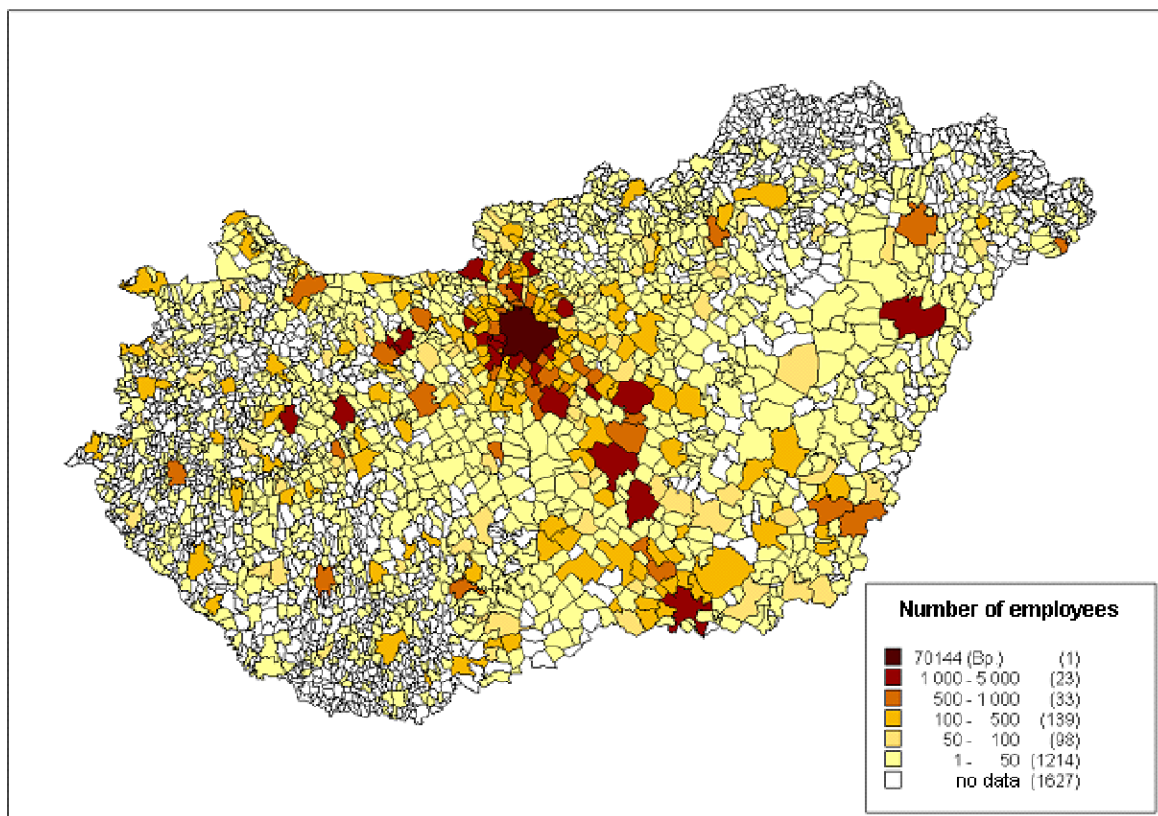 Number of employees
70144 (Bp.) (1)
1 000 - 5 000 (23)
500 - 1 000 (33)
100 - 500 (139)
50 - 100 (98)
1 - 50 (1214)
no data (1627)